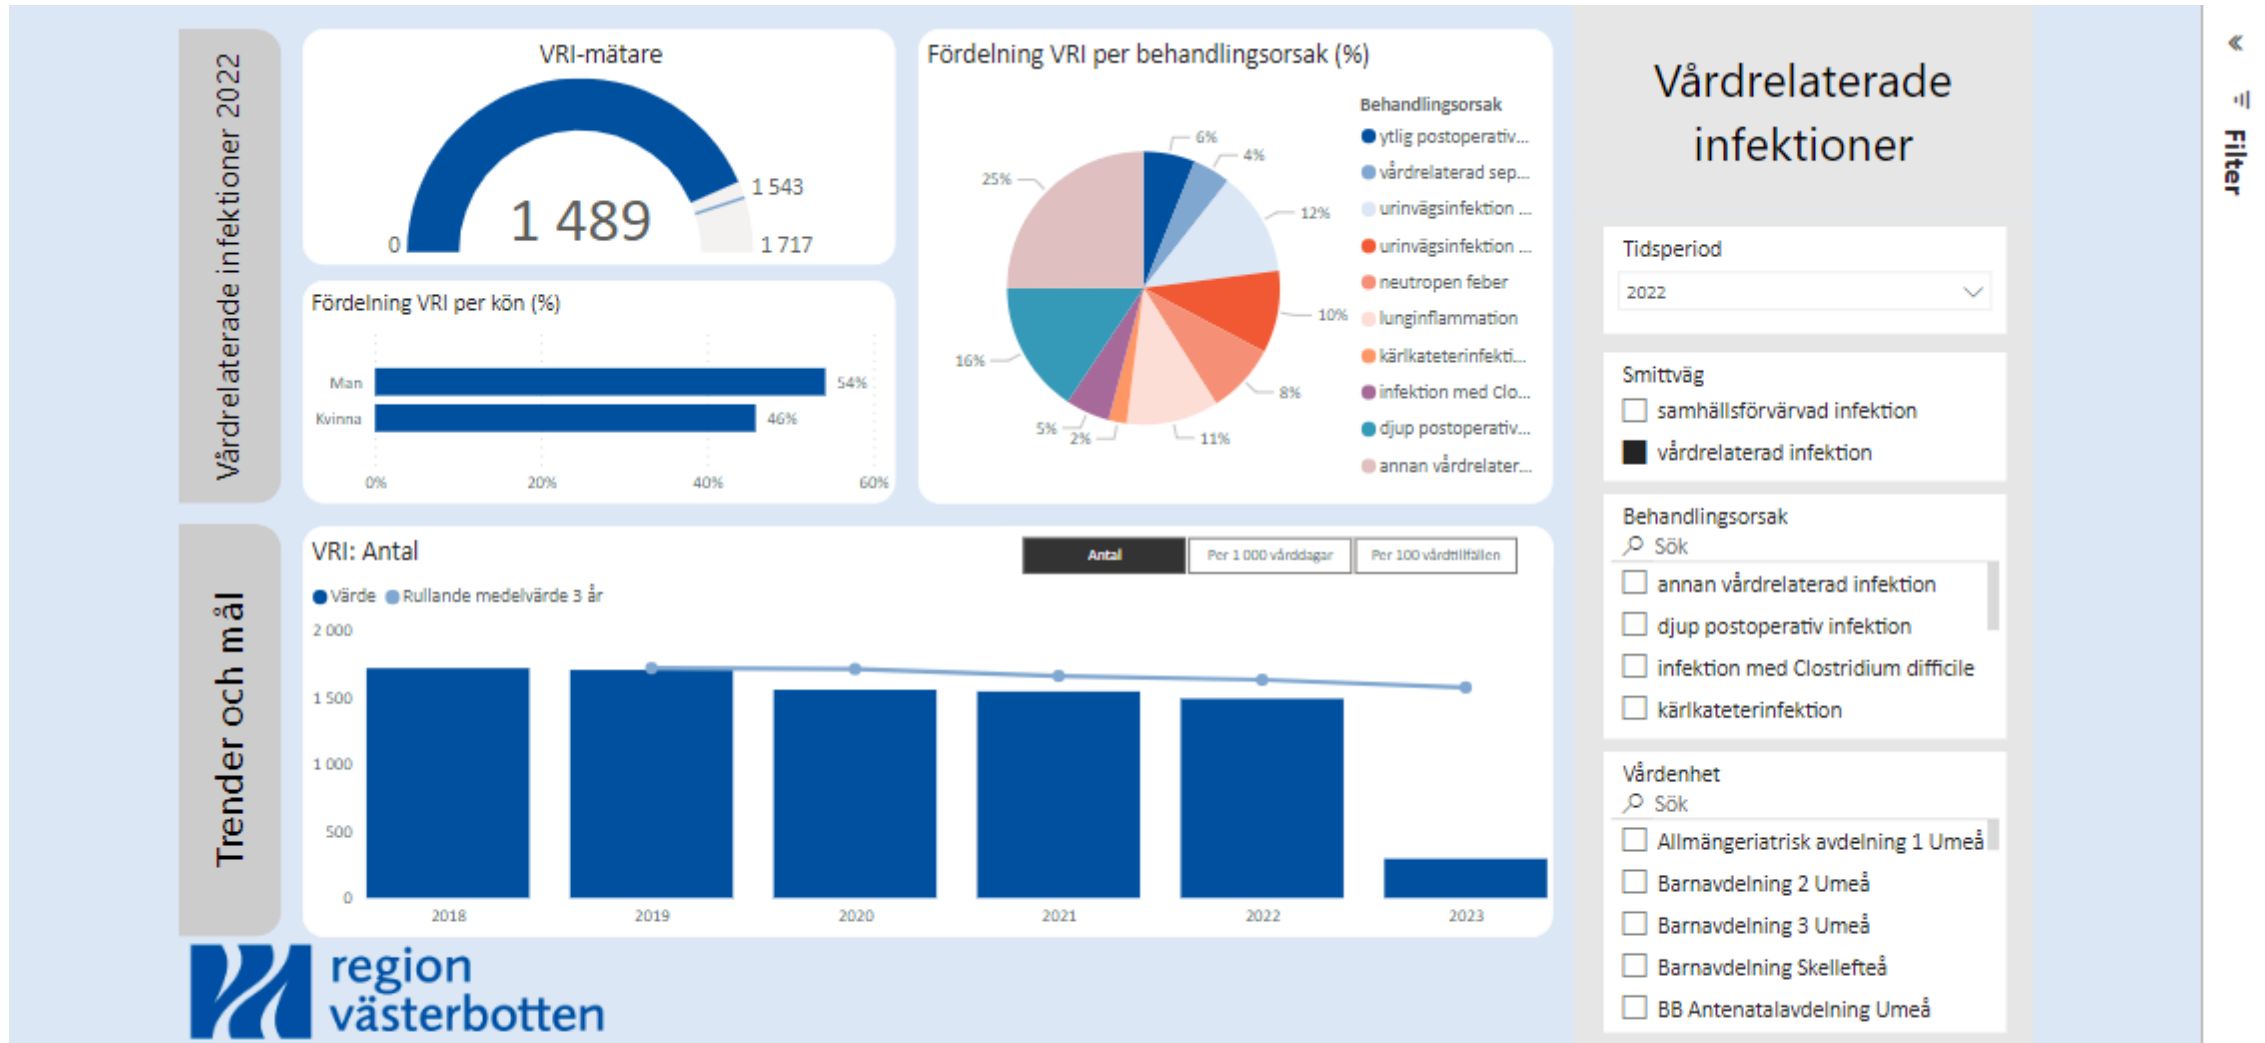 Vårdrelaterade infektioner 2022
VRI-mätare
1 489
0
1 543
1 717
Fördelning VRI per kön (%)
Man
54%
Kvinna
46%
0%
20%
40%
60%
Fördelning VRI per behandlingsorsak (%)
6%
4%
12%
10%
8%
11%
2%
5%
16%
25%
Behandlingsorsak
ytlig postoperativ...
vårdrelaterad sep...
urinvägsinfektion ...
urinvägsinfektion ...
neutropen feber
lunginflammation
kärlkateterinfekti...
infektion med Clo...
djup postoperativ...
annan vårdrelater...
Trender och mål
VRI: Antal
Antal
Per 1 000 vårddagar
Per 100 vårdtillfällen
Värde
Rullande medelvärde 3 år
2 000
1 500
1 000
500
0
2018
2019
2020
2021
2022
2023
region
västerbotten
Vårdrelaterade
infektioner
Tidsperiod
2022
Smittväg
samhällsförvärvad infektion
vårdrelaterad infektion
Behandlingsorsak
Sök
annan vårdrelaterad infektion
djup postoperativ infektion
infektion med Clostridium difficile
kärlkateterinfektion
Vårdenhet
Sök
Allmängeriatrisk avdelning 1 Umeå
Barnavdelning 2 Umeå
Barnavdelning 3 Umeå
Barnavdelning Skellefteå
BB Antenatalavdelning Umeå
Filter